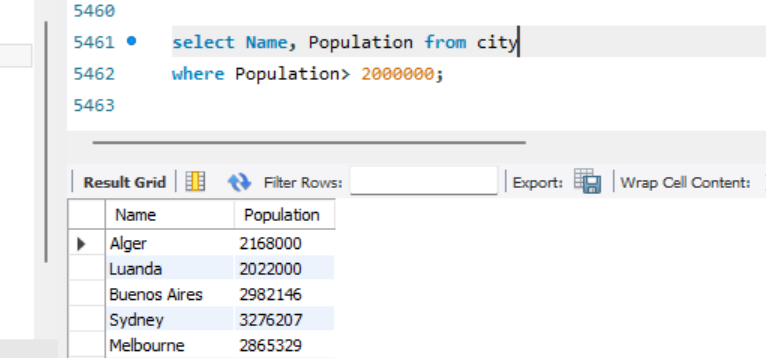 5460
5461 select Name, Population from city
5462 where Population> 2000000;
5463
Result Grid Filter Rows: Export: Wrap Cell Content:
Name Population
Alger 2168000
Luanda 2022000
Buenos Aires 2982146
Sydney 3276207
Melbourne 2865329